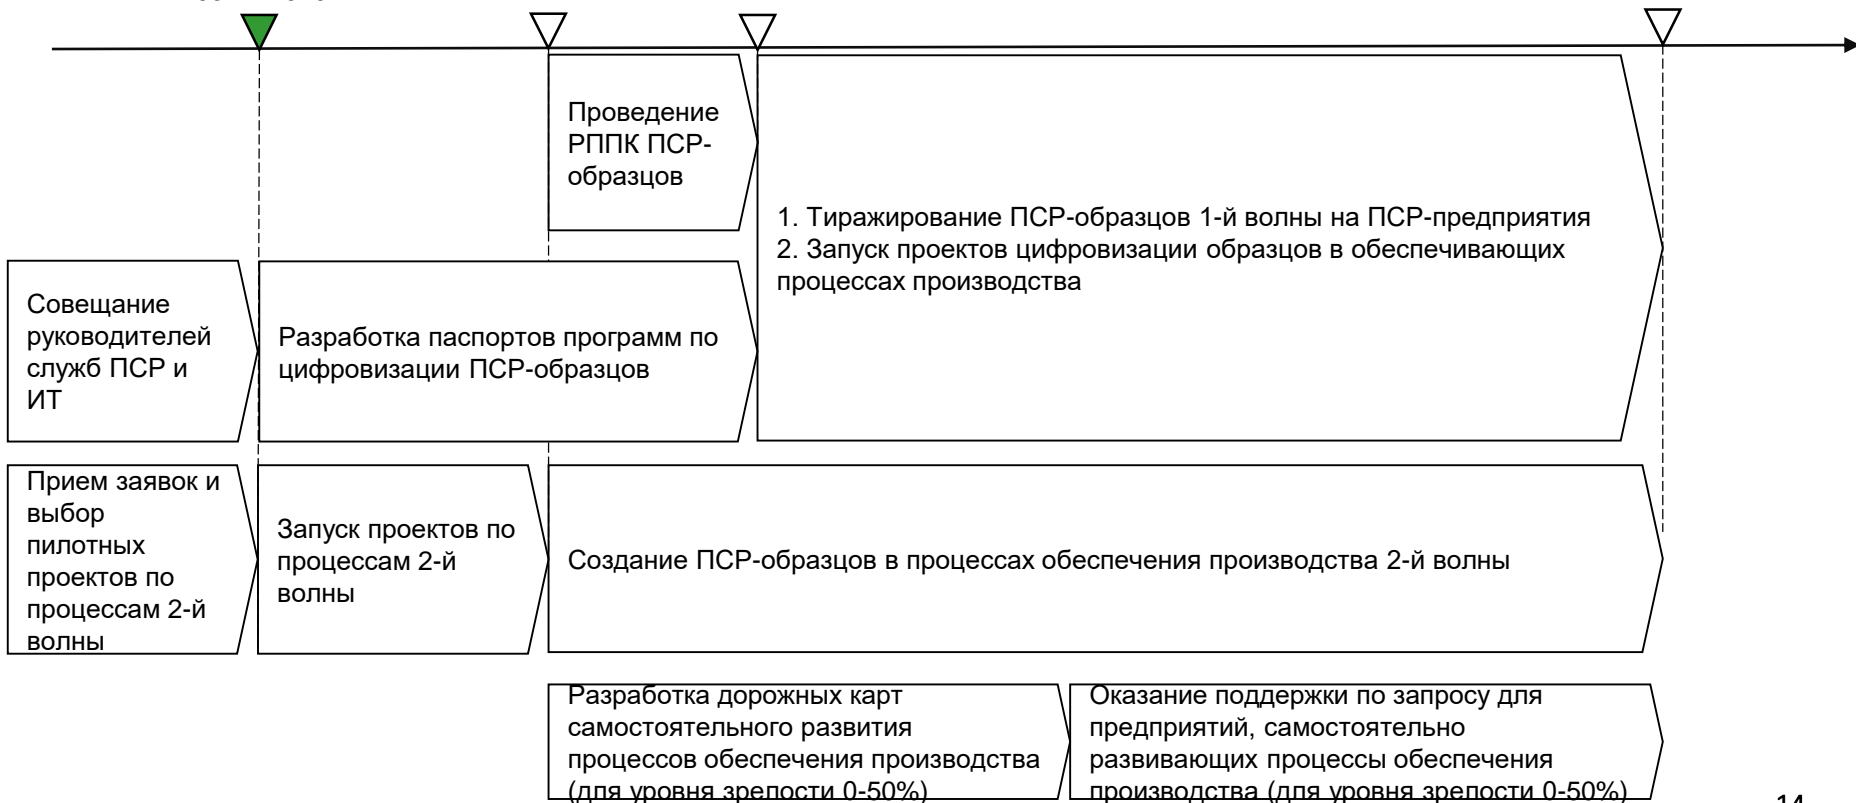 Проведение
РППК ПСР-
образцов
1. Тиражирование ПСР-образцов 1-й волны на ПСР-предприятия
2. Запуск проектов цифровизации образцов в обеспечивающих
процессах производства
Совещание
руководителей
служб ПСР и
ИТ
Разработка паспортов программ по
цифровизации ПСР-образцов
Прием заявок и
выбор
пилотных
проектов по
процессам 2-й
волны
Запуск проектов по
процессам 2-й
волны
Создание ПСР-образцов в процессах обеспечения производства 2-й волны
Разработка дорожных карт
самостоятельного развития
процессов обеспечения производства
(для уровня зрелости 0-50%)
Оказание поддержки по запросу для
предприятий, самостоятельно
развивающих процессы обеспечения
производства (для уровня зрелости 0-50%)
14